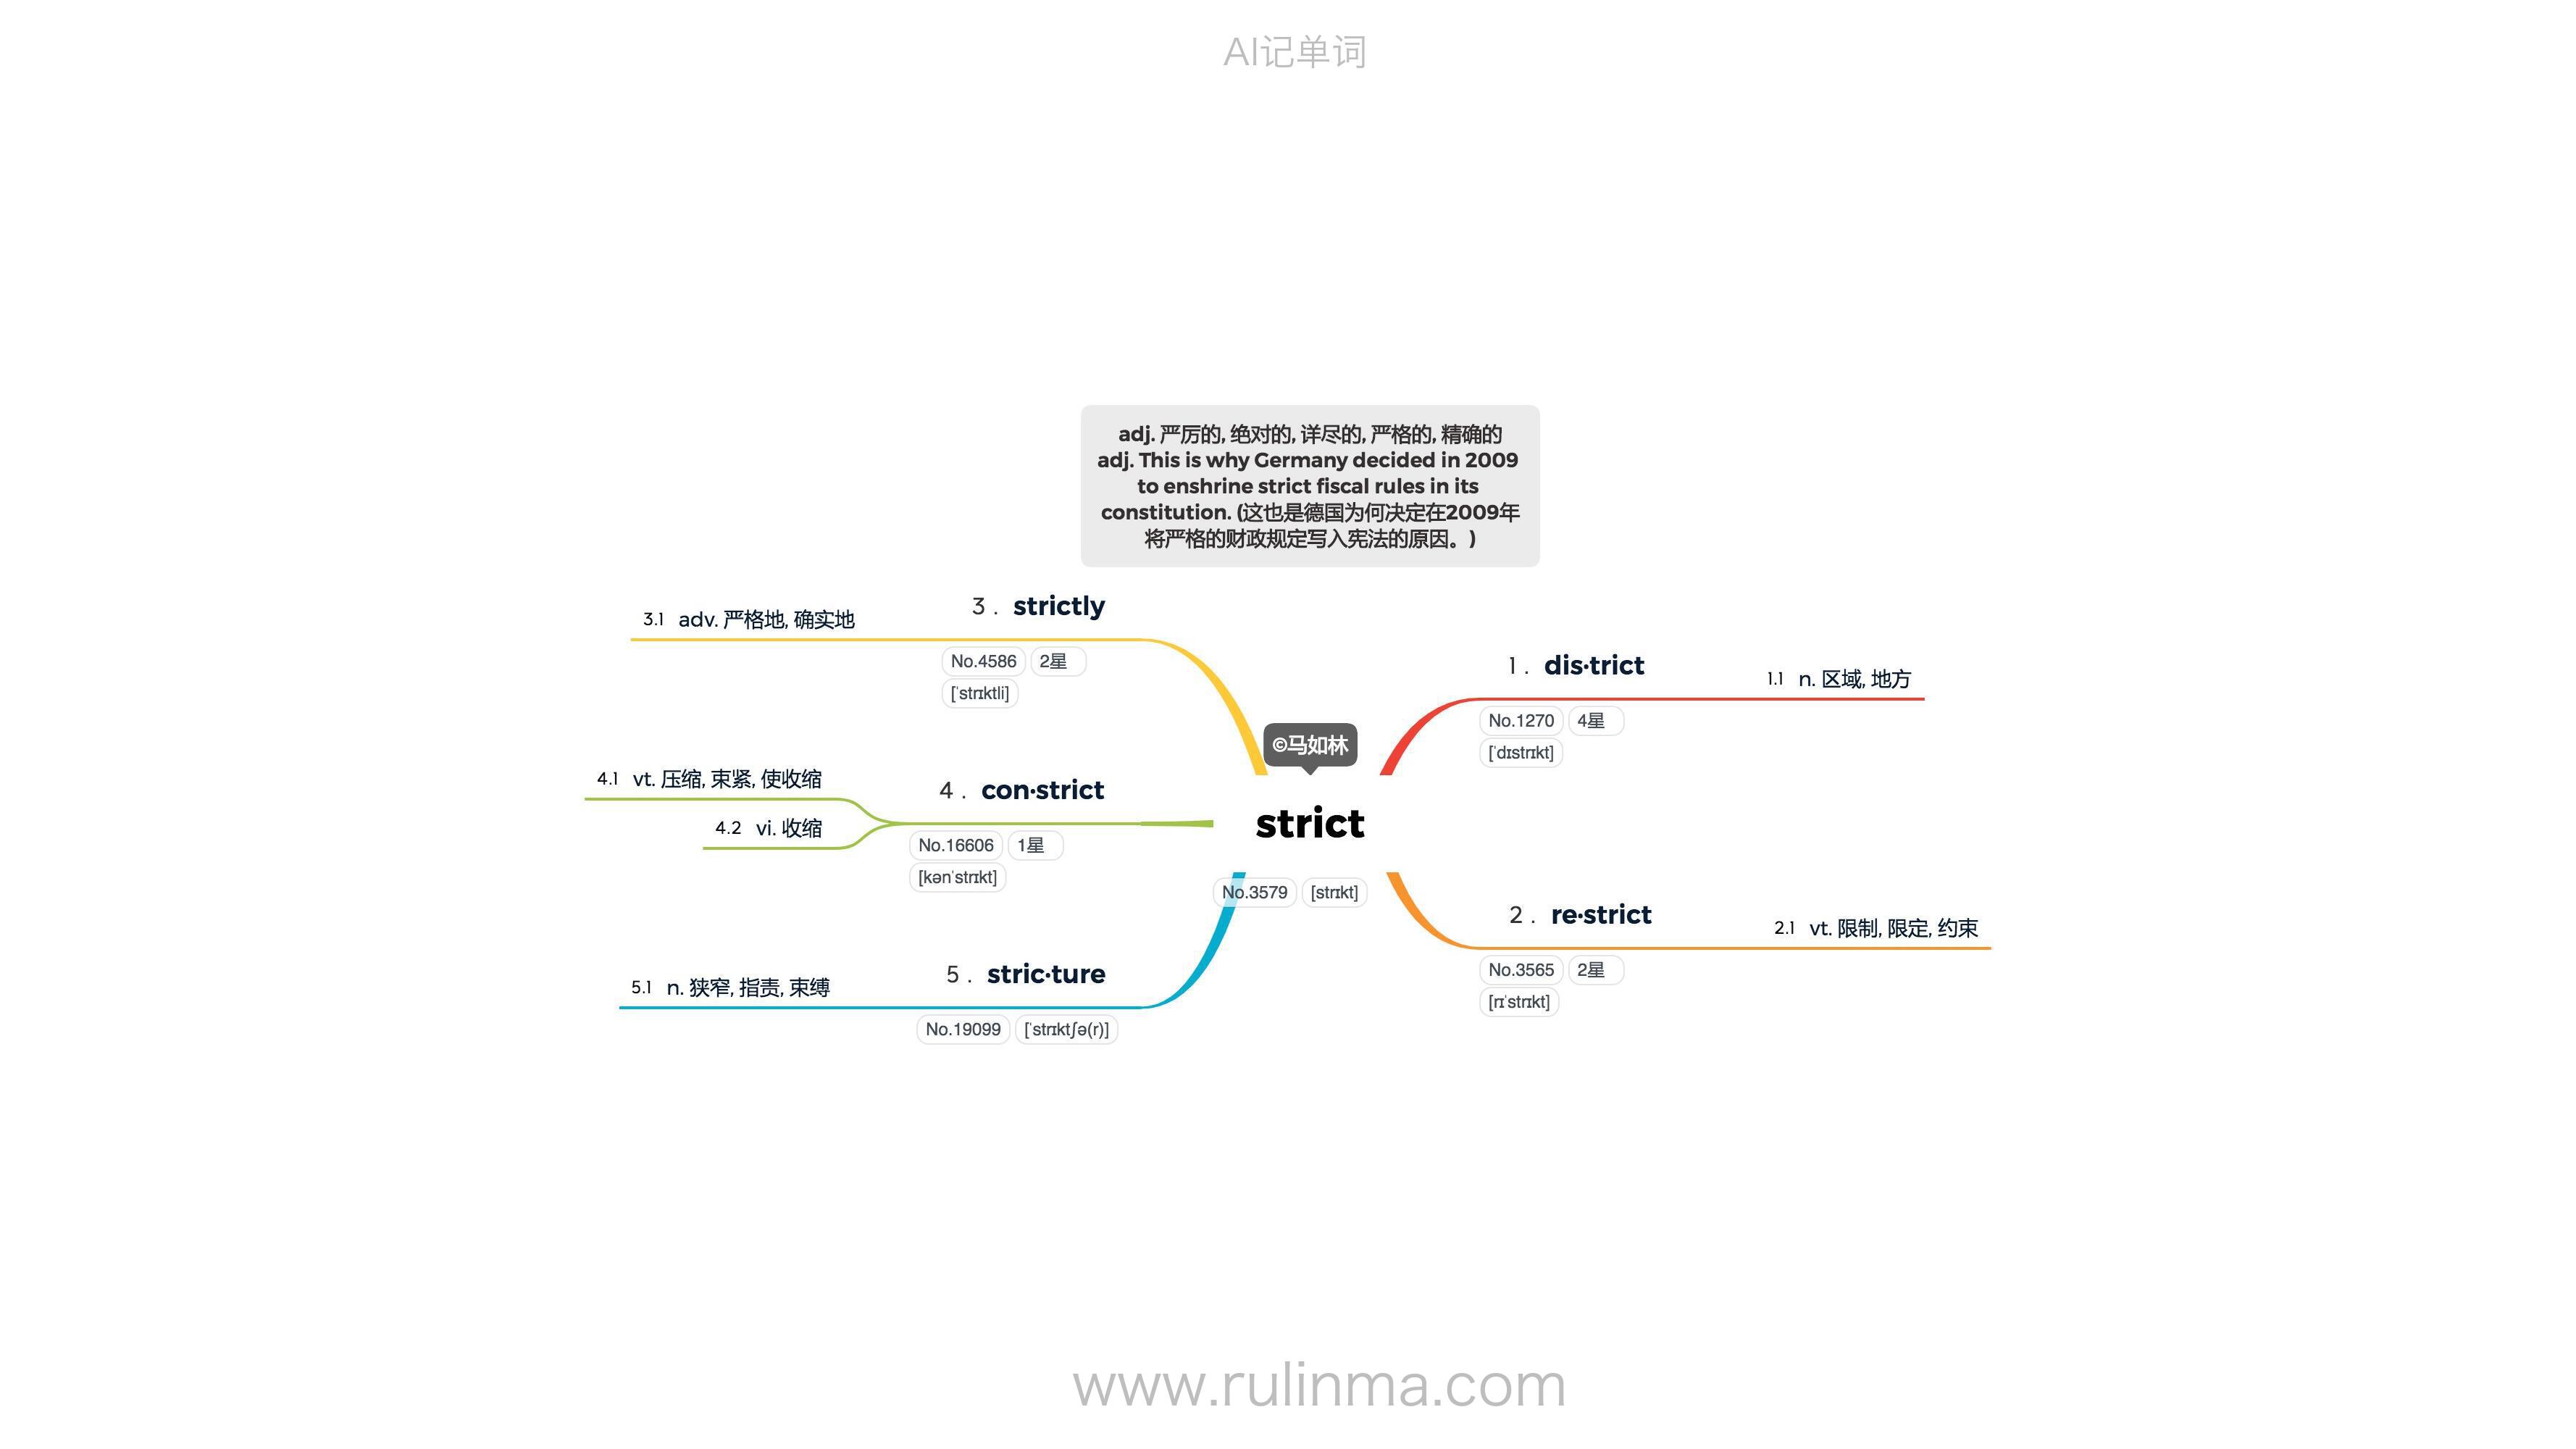 AI记单词
adj. 严厉的, 绝对的, 详尽的, 严格的, 精确的
adj. This is why Germany decided in 2009
to enshrine strict fiscal rules in its
constitution. (这也是德国为何决定在2009年
将严格的财政规定写入宪法的原因。)
©马如林
strict
No.3579 [strɪkt]
1 . dis·trict
No.1270 4星
[ˈdɪstrɪkt]
1.1 n. 区域, 地方
2 . re·strict
No.3565 2星
[rɪˈstrɪkt]
2.1 vt. 限制, 限定, 约束
3 . strictly
No.4586 2星
[ˈstrɪktli]
3.1 adv. 严格地, 确实地
4 . con·strict
No.16606 1星
[kənˈstrɪkt]
4.1 vt. 压缩, 束紧, 使收缩
4.2 vi. 收缩
5 . stric·ture
No.19099 [ˈstrɪktʃə(r)]
5.1 n. 狭窄, 指责, 束缚
www.rulinma.com